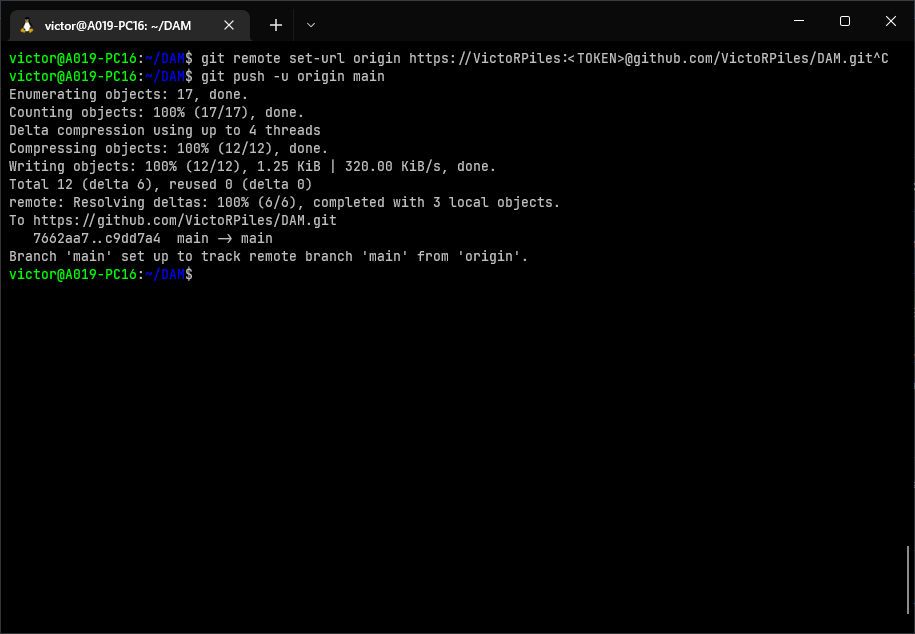 victor@A019-PC16: ~/DAM
victor@A019-PC16:~/DAM$ git remote set-url origin https://VictoRPiles:<TOKEN>@github.com/VictoRPiles/DAM.git^C
victor@A019-PC16:~/DAM$ git push -u origin main
Enumerating objects: 17, done.
Counting objects: 100% (17/17), done.
Delta compression using up to 4 threads
Compressing objects: 100% (12/12), done.
Writing objects: 100% (12/12), 1.25 KiB | 320.00 KiB/s, done.
Total 12 (delta 6), reused 0 (delta 0)
remote: Resolving deltas: 100% (6/6), completed with 3 local objects.
To https://github.com/VictoRPiles/DAM.git
   7662aa7..c9dd7a4  main -> main
Branch 'main' set up to track remote branch 'main' from 'origin'.
victor@A019-PC16:~/DAM$